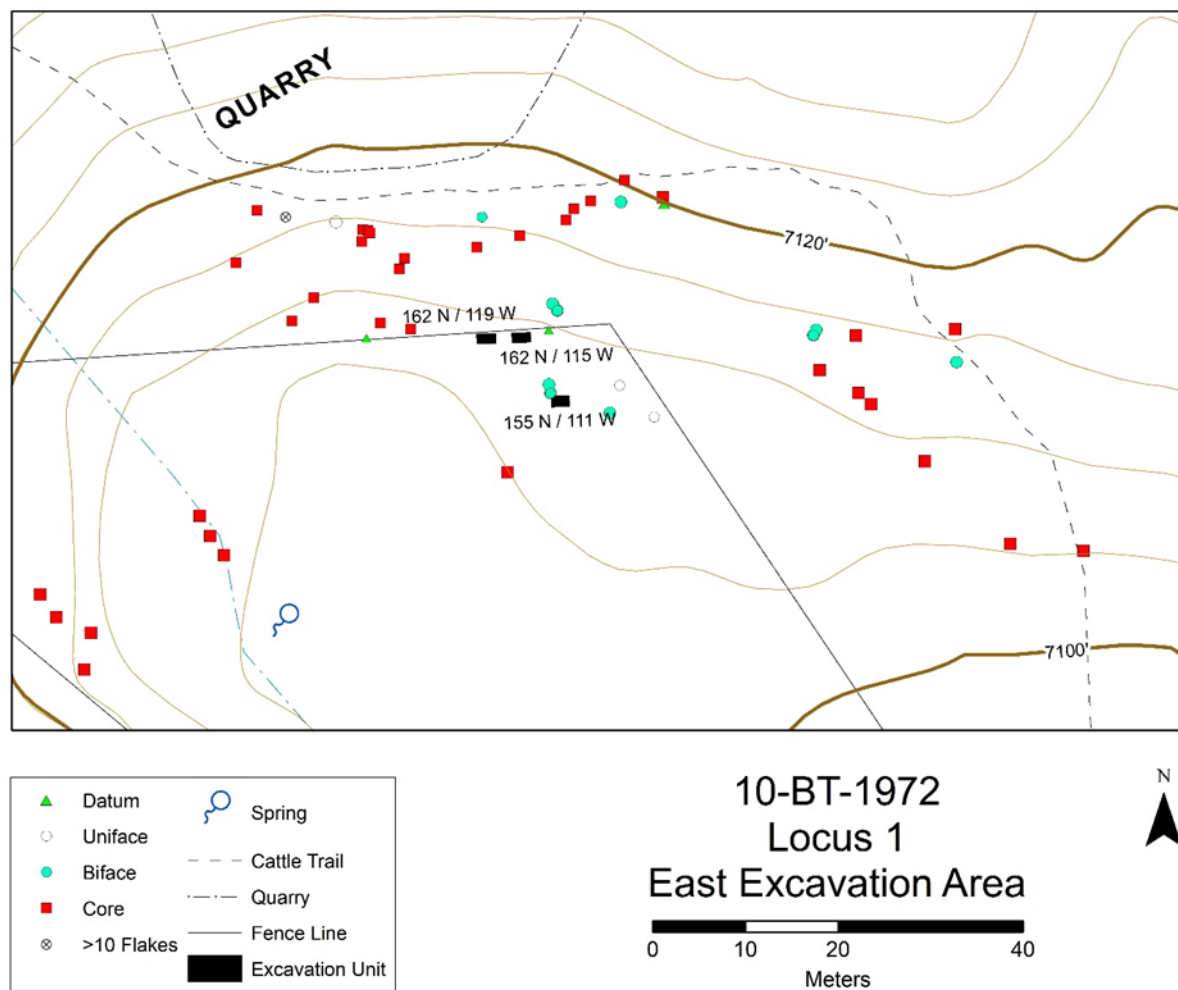 QUARRY
7120'
162 N / 119 W
162 N / 115 W
155 N / 111 W
7100'
Datum
Uniface
Biface
Core
>10 Flakes
Spring
Cattle Trail
Quarry
Fence Line
Excavation Unit
10-BT-1972
Locus 1
East Excavation Area
0 10 20 40
Meters
N